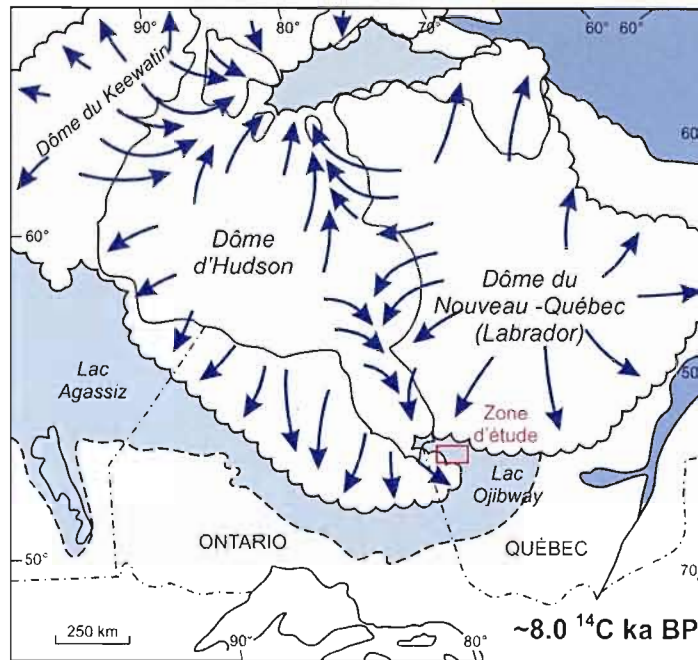 90°
80°
70°
60° 60°
Dôme du Keewatin
60°
60°
Dôme
d'Hudson
Dôme du
Nouveau -Québec
(Labrador)
Lac
Agassiz
50°
Zone
d'étude
Lac
Ojibway
ONTARIO
QUÉBEC
50°
70°
250 km
90°
80°
~8.0 ¹⁴C ka BP